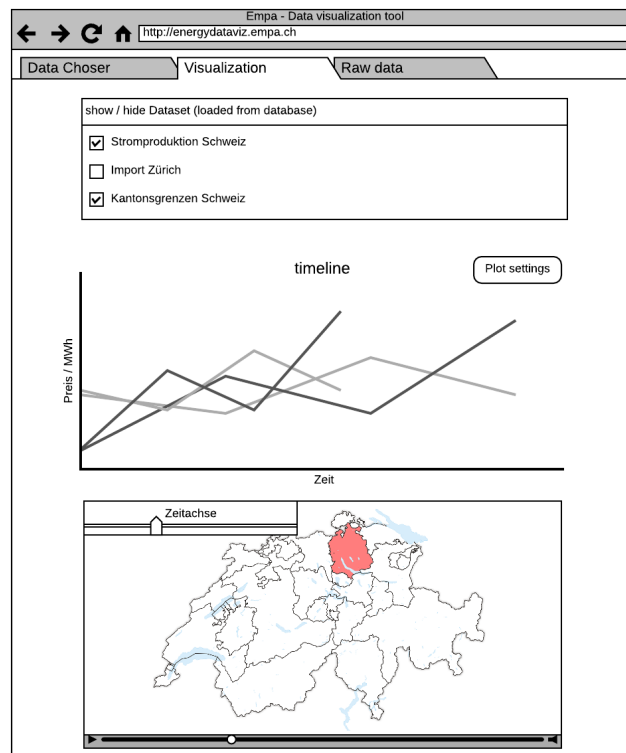 Empa - Data visualization tool
http://energydataviz.empa.ch
Data Choser Visualization Raw data
show / hide Dataset (loaded from database)
Stromproduktion Schweiz
Import Zürich
Kantonsgrenzen Schweiz
timeline
Plot settings
Preis / MWh
Zeit
Zeitachse